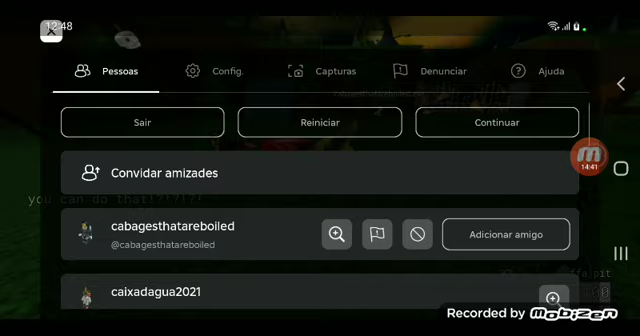 12:48
Pessoas
Config.
Capturas
Denunciar
Ajuda
Sair
Reiniciar
Continuar
Convidar amizades
14:41
you can do that!?!?!?!
cabagesthatareboiled
@cabagesthatareboiled
Adicionar amigo
caixadagua2021
Recorded by Mobizen